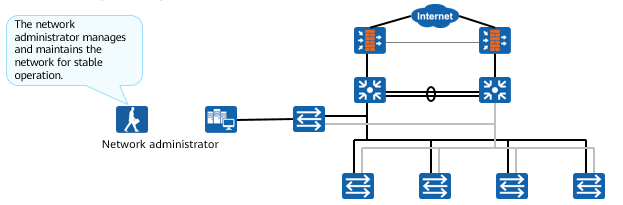 The network
administrator manages
and maintains the
network for stable
operation.
Internet
Network administrator